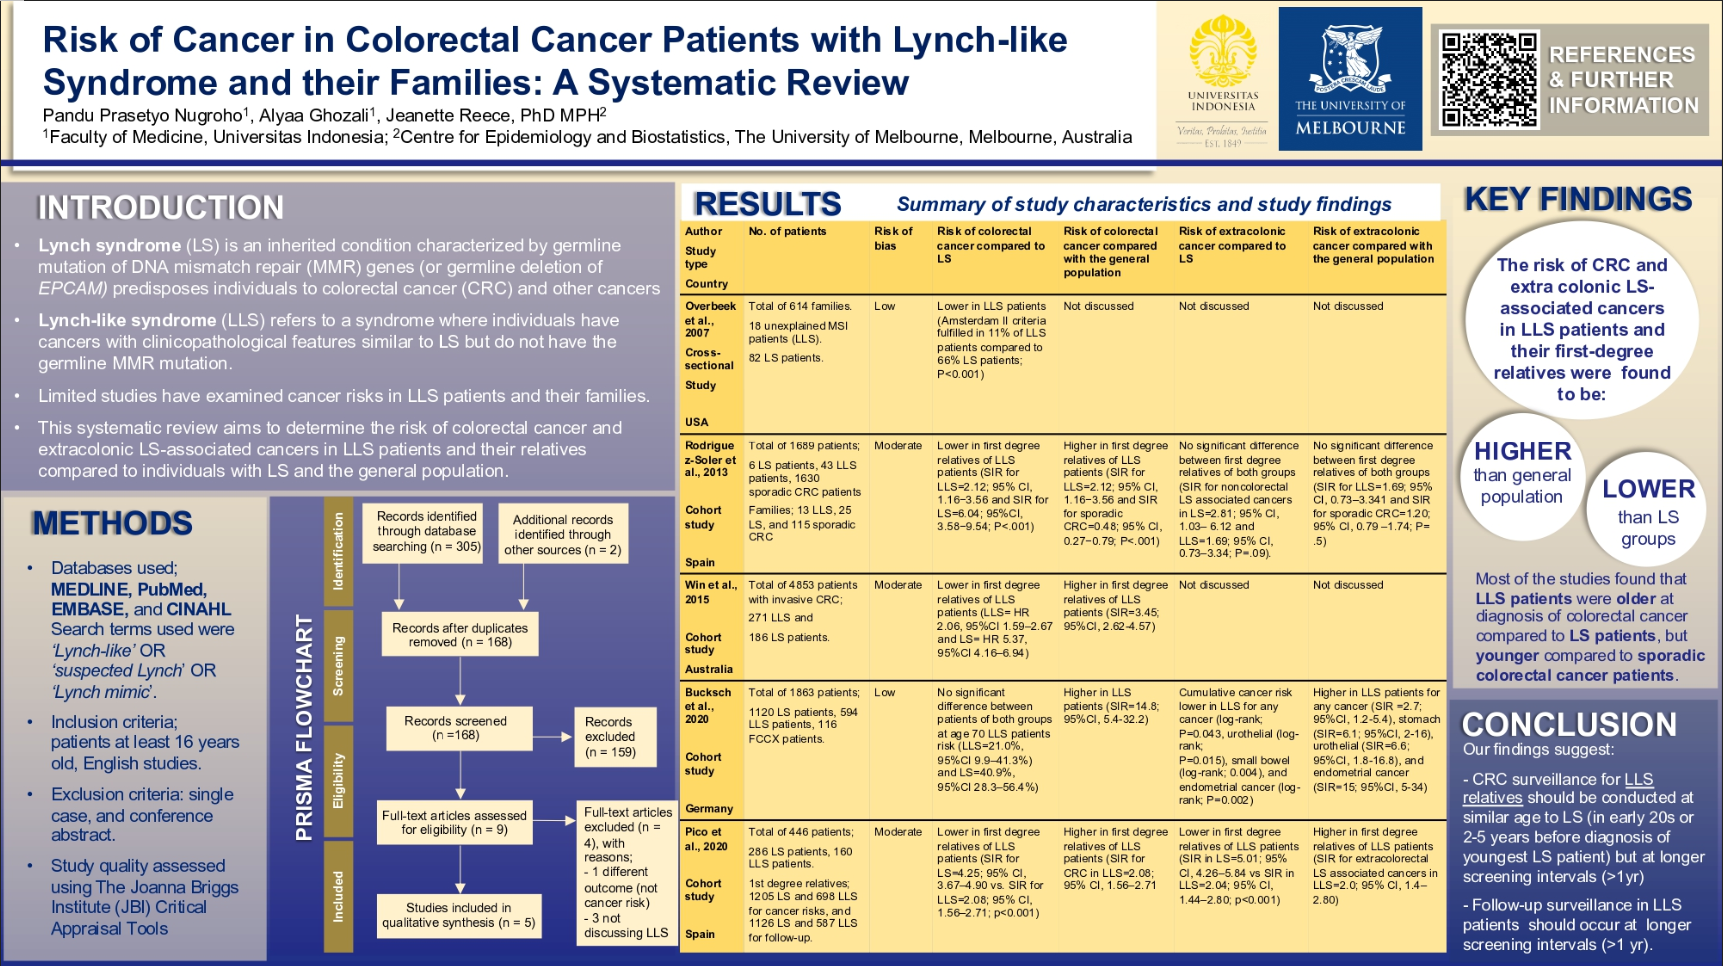 Risk of Cancer in Colorectal Cancer Patients with Lynch-like
Syndrome and their Families: A Systematic Review
Pandu Prasetyo Nugroho1, Alyaa Ghozali1, Jeanette Reece, PhD MPH2
1Faculty of Medicine, Universitas Indonesia; 2Centre for Epidemiology and Biostatistics, The University of Melbourne, Melbourne, Australia
UNIVERSITAS
INDONESIA
Veritas, Probitas, Iustitia
EST. 1849
POSTERA CRESCAM LAUDE
THE UNIVERSITY OF
MELBOURNE
REFERENCES
& FURTHER
INFORMATION
INTRODUCTION
• Lynch syndrome (LS) is an inherited condition characterized by germline
mutation of DNA mismatch repair (MMR) genes (or germline deletion of
EPCAM) predisposes individuals to colorectal cancer (CRC) and other cancers
• Lynch-like syndrome (LLS) refers to a syndrome where individuals have
cancers with clinicopathological features similar to LS but do not have the
germline MMR mutation.
• Limited studies have examined cancer risks in LLS patients and their families.
• This systematic review aims to determine the risk of colorectal cancer and
extracolonic LS-associated cancers in LLS patients and their relatives
compared to individuals with LS and the general population.
METHODS
• Databases used;
MEDLINE, PubMed,
EMBASE, and CINAHL
Search terms used were
‘Lynch-like’ OR
‘suspected Lynch’ OR
‘Lynch mimic’.
• Inclusion criteria;
patients at least 16 years
old, English studies.
• Exclusion criteria: single
case, and conference
abstract.
• Study quality assessed
using The Joanna Briggs
Institute (JBI) Critical
Appraisal Tools
PRISMA FLOWCHART
Identification
Screening
Eligibility
Included
Records identified
through database
searching (n = 305)
Additional records
identified through
other sources (n = 2)
Records after duplicates
removed (n = 168)
Records screened
(n =168)
Records
excluded
(n = 159)
Full-text articles assessed
for eligibility (n = 9)
Full-text articles
excluded (n =
4), with
reasons;
- 1 different
outcome (not
cancer risk)
- 3 not
discussing LLS
Studies included in
qualitative synthesis (n = 5)
RESULTS
Summary of study characteristics and study findings
Author
Study
type
Country
No. of patients
Risk of
bias
Risk of colorectal
cancer compared to
LS
Risk of colorectal
cancer compared
with the general
population
Risk of extracolonic
cancer compared to
LS
Risk of extracolonic
cancer compared with
the general population
Overbeek
et al.,
2007
Cross-
sectional
Study
USA
Total of 614 families.
18 unexplained MSI
patients (LLS).
82 LS patients.
Low
Lower in LLS patients
(Amsterdam II criteria
fulfilled in 11% of LLS
patients compared to
66% LS patients;
P<0.001)
Not discussed
Not discussed
Not discussed
Rodrigue
z-Soler et
al., 2013
Cohort
study
Spain
Total of 1689 patients;
6 LS patients, 43 LLS
patients, 1630
sporadic CRC patients
Families; 13 LLS, 25
LS, and 115 sporadic
CRC
Moderate
Lower in first degree
relatives of LLS
patients (SIR for
LLS=2.12; 95% CI,
1.16–3.56 and SIR for
LS=6.04; 95%CI,
3.58–9.54; P<.001)
Higher in first degree
relatives of LLS
patients (SIR for
LLS=2.12; 95% CI,
1.16–3.56 and SIR
for sporadic
CRC=0.48; 95% CI,
0.27–0.79; P<.001)
No significant difference
between first degree
relatives of both groups
(SIR for noncolorectal
LS associated cancers
in LS=2.81; 95% CI,
1.03– 6.12 and
LLS=1.69; 95% CI,
0.73–3.34; P=.09).
No significant difference
between first degree
relatives of both groups
(SIR for LLS=1.69; 95%
CI, 0.73–3.341 and SIR
for sporadic CRC=1.20;
95% CI, 0.79 –1.74; P=
.5)
Win et al.,
2015
Cohort
study
Australia
Total of 4853 patients
with invasive CRC;
271 LLS and
186 LS patients.
Moderate
Lower in first degree
relatives of LLS
patients (LLS= HR
2.06, 95%CI 1.59–2.67
and LS= HR 5.37,
95%CI 4.16–6.94)
Higher in first degree
relatives of LLS
patients (SIR=3.45;
95%CI, 2.62-4.57)
Not discussed
Not discussed
Bucksch
et al.,
2020
Cohort
study
Germany
Total of 1863 patients;
1120 LS patients, 594
LLS patients, 116
FCCX patients.
Low
No significant
difference between
patients of both groups
at age 70 LLS patients
risk (LLS=21.0%,
95%CI 9.9–41.3%)
and LS=40.9%,
95%CI 28.3–56.4%)
Higher in LLS
patients (SIR=14.8;
95%CI, 5.4-32.2)
Cumulative cancer risk
lower in LLS for any
cancer (log-rank;
P=0.043, urothelial (log-
rank;
P=0.015), small bowel
(log-rank; 0.004), and
endometrial cancer (log-
rank; P=0.002)
Higher in LLS patients for
any cancer (SIR =2.7;
95%CI, 1.2-5.4), stomach
(SIR=6.1; 95%CI, 2-16),
urothelial (SIR=6.6;
95%CI, 1.8-16.8), and
endometrial cancer
(SIR=15; 95%CI, 5-34)
Pico et
al., 2020
Cohort
study
Spain
Total of 446 patients;
286 LS patients, 160
LLS patients.
1st degree relatives;
1205 LS and 698 LLS
for cancer risks, and
1126 LS and 587 LLS
for follow-up.
Moderate
Lower in first degree
relatives of LLS
patients (SIR for
LS=4.25; 95% CI,
3.67–4.90 vs. SIR for
LLS=2.08; 95% CI,
1.56–2.71; p<0.001)
Higher in first degree
relatives of LLS
patients (SIR for
CRC in LLS=2.08;
95% CI, 1.56–2.71
Lower in first degree
relatives of LLS patients
(SIR in LS=5.01; 95%
CI, 4.26–5.84 vs SIR in
LLS=2.04; 95% CI,
1.44–2.80; p<0.001)
Higher in first degree
relatives of LLS patients
(SIR for extracolorectal
LS associated cancers in
LLS=2.0; 95% CI, 1.4–
2.80)
KEY FINDINGS
The risk of CRC and
extra colonic LS-
associated cancers
in LLS patients and
their first-degree
relatives were found
to be:
HIGHER
than general
population
LOWER
than LS
groups
Most of the studies found that
LLS patients were older at
diagnosis of colorectal cancer
compared to LS patients, but
younger compared to sporadic
colorectal cancer patients.
CONCLUSION
Our findings suggest:
- CRC surveillance for LLS
relatives should be conducted at
similar age to LS (in early 20s or
2-5 years before diagnosis of
youngest LS patient) but at longer
screening intervals (>1yr)
- Follow-up surveillance in LLS
patients should occur at longer
screening intervals (>1 yr).